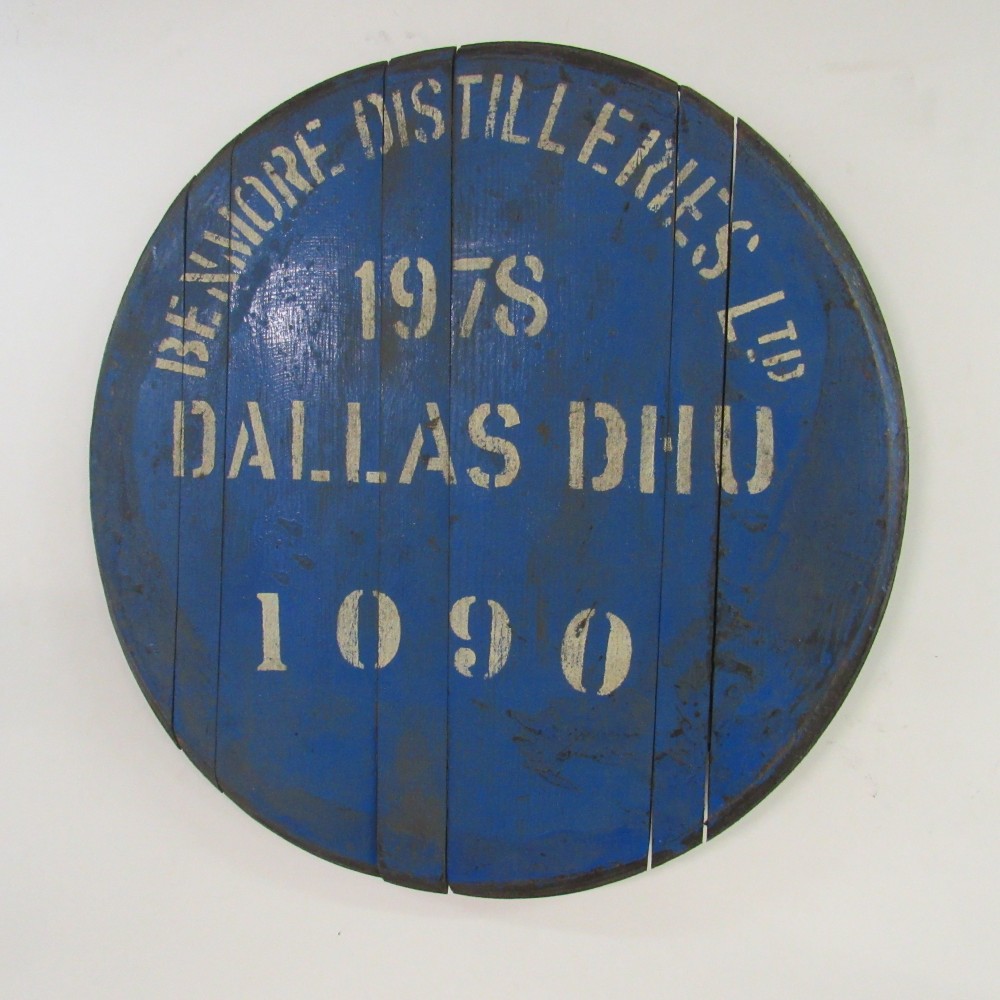 BENMORE DISTILLERIES LTD
1978
DALLAS DHU
1090